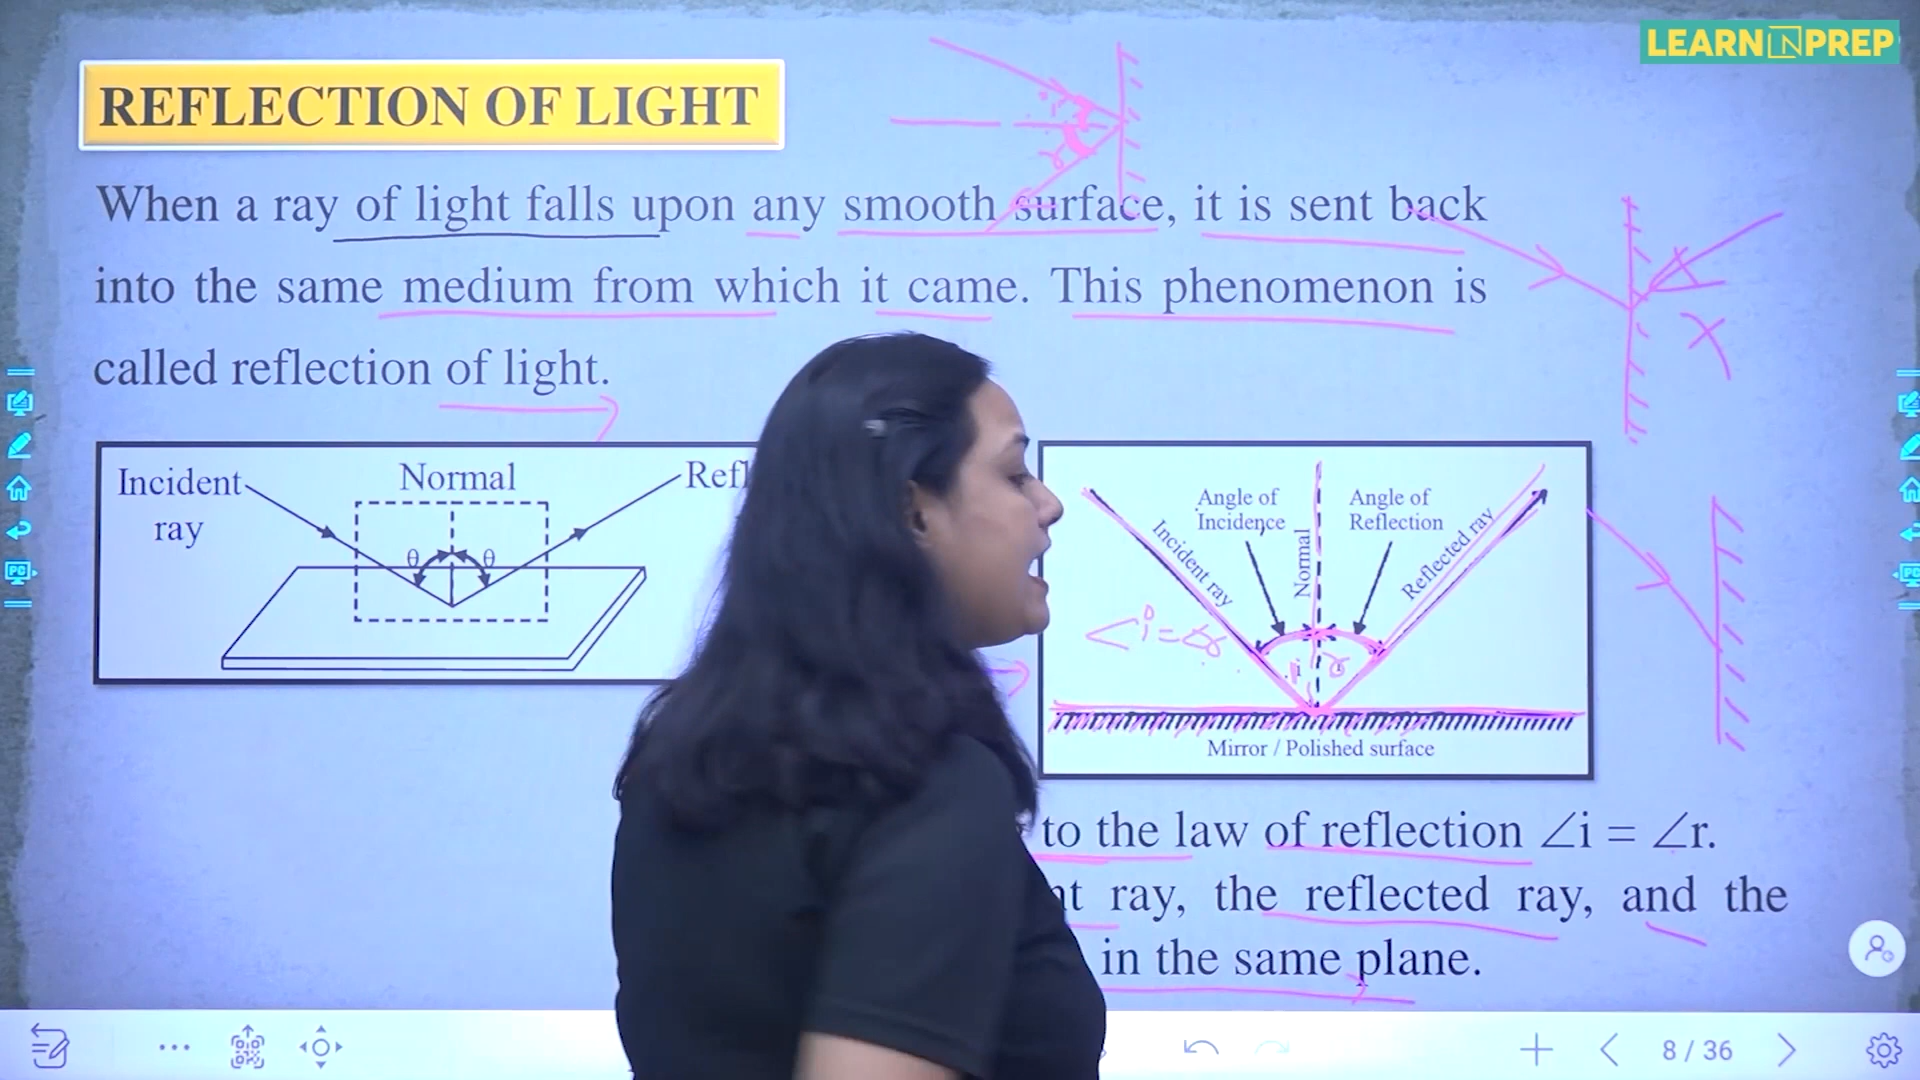 LEARN N PREP
REFLECTION OF LIGHT
When a ray of light falls upon any smooth surface, it is sent back
into the same medium from which it came. This phenomenon is
called reflection of light.
Incident
ray
Normal
Refl
θ θ
Angle of
Incidence
Angle of
Reflection
Incident ray
Normal
Reflected ray
∠i =
i r
Mirror / Polished surface
to the law of reflection ∠i = ∠r.
nt ray, the reflected ray, and the
in the same plane.
PC
PC
8 / 36